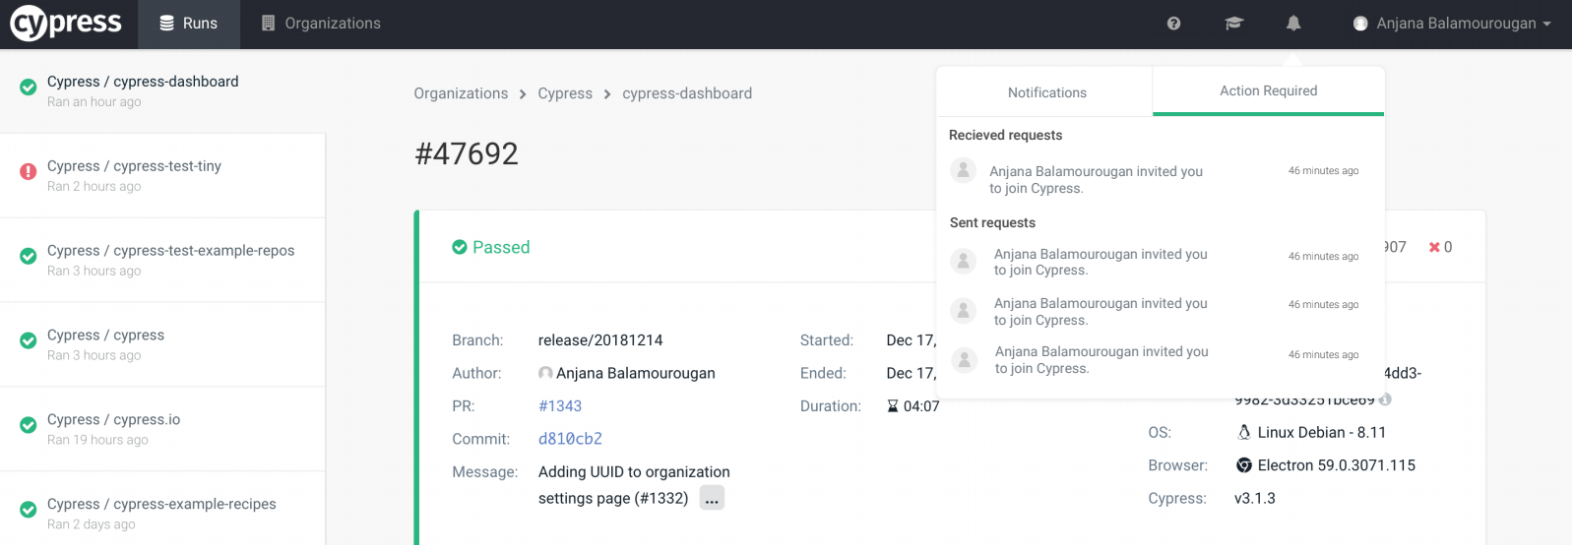 cypress
Runs
Organizations
Anjana Balamourougan
Cypress / cypress-dashboard
Ran an hour ago
Cypress / cypress-test-tiny
Ran 2 hours ago
Cypress / cypress-test-example-repos
Ran 3 hours ago
Cypress / cypress
Ran 3 hours ago
Cypress / cypress.io
Ran 19 hours ago
Cypress / cypress-example-recipes
Ran 2 days ago
Organizations > Cypress > cypress-dashboard
#47692
Passed
907 0
Branch: release/20181214
Author: Anjana Balamourougan
PR: #1343
Commit: d810cb2
Message: Adding UUID to organization
settings page (#1332) ...
Started: Dec 17,
Ended: Dec 17,
Duration: 04:07
4dd3-
9982-3d33251bce69
OS: Linux Debian - 8.11
Browser: Electron 59.0.3071.115
Cypress: v3.1.3
Notifications
Action Required
Recieved requests
Anjana Balamourougan invited you 46 minutes ago
to join Cypress.
Sent requests
Anjana Balamourougan invited you 46 minutes ago
to join Cypress.
Anjana Balamourougan invited you 46 minutes ago
to join Cypress.
Anjana Balamourougan invited you 46 minutes ago
to join Cypress.